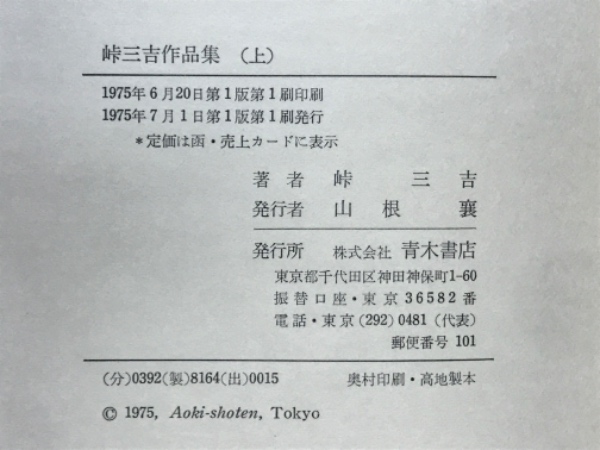 峠三吉作品集（上）
1975年6月20日第1版第1刷印刷
1975年7月1日第1版第1刷発行
＊定価は函・売上カードに表示
著者 峠三吉
発行者 山根襄
発行所 株式会社 青木書店
東京都千代田区神田神保町1-60
振替口座・東京36582番
電話・東京(292)0481（代表）
郵便番号 101
(分)0392(製)8164(出)0015 奥村印刷・高地製本
© 1975, Aoki-shoten, Tokyo